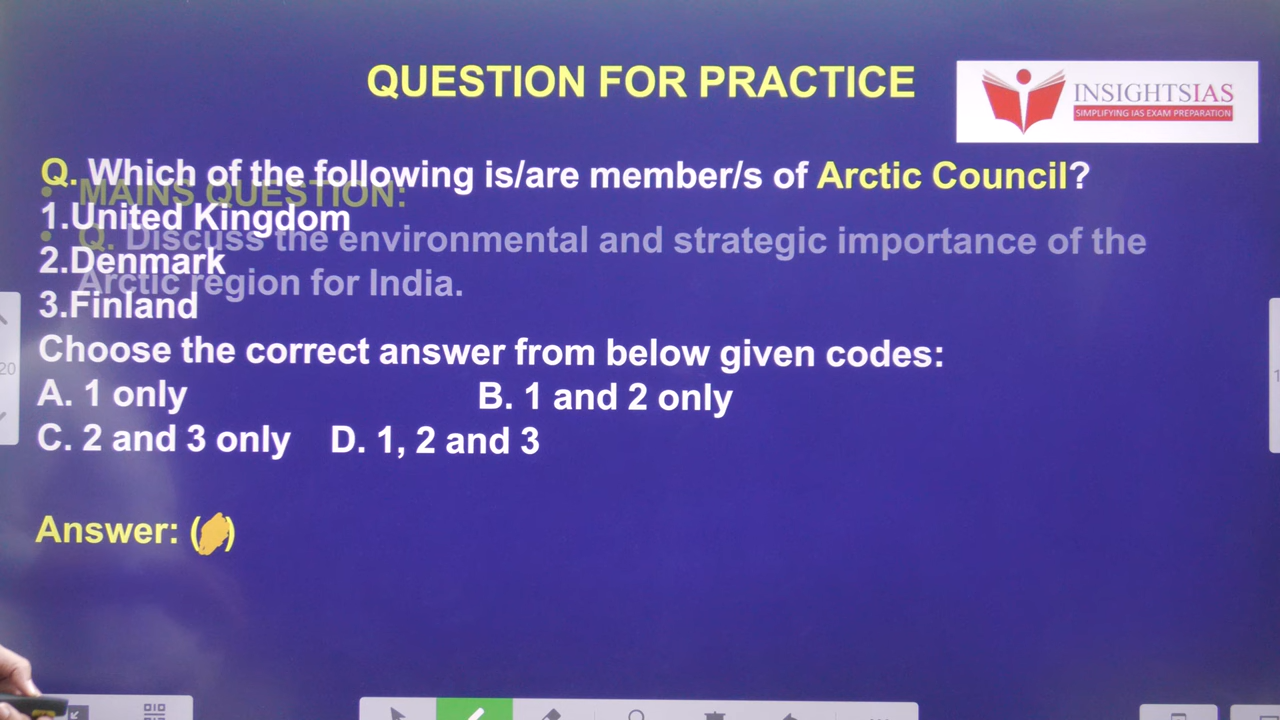 QUESTION FOR PRACTICE
INSIGHTSIAS
SIMPLIFYING IAS EXAM PREPARATION
Q. Which of the following is/are member/s of Arctic Council?
• MAINS QUESTION:
1.United Kingdom
• Q. Discuss the environmental and strategic importance of the
2.Denmark
Arctic region for India.
3.Finland
Choose the correct answer from below given codes:
20
A. 1 only B. 1 and 2 only
C. 2 and 3 only D. 1, 2 and 3
Answer: ( )